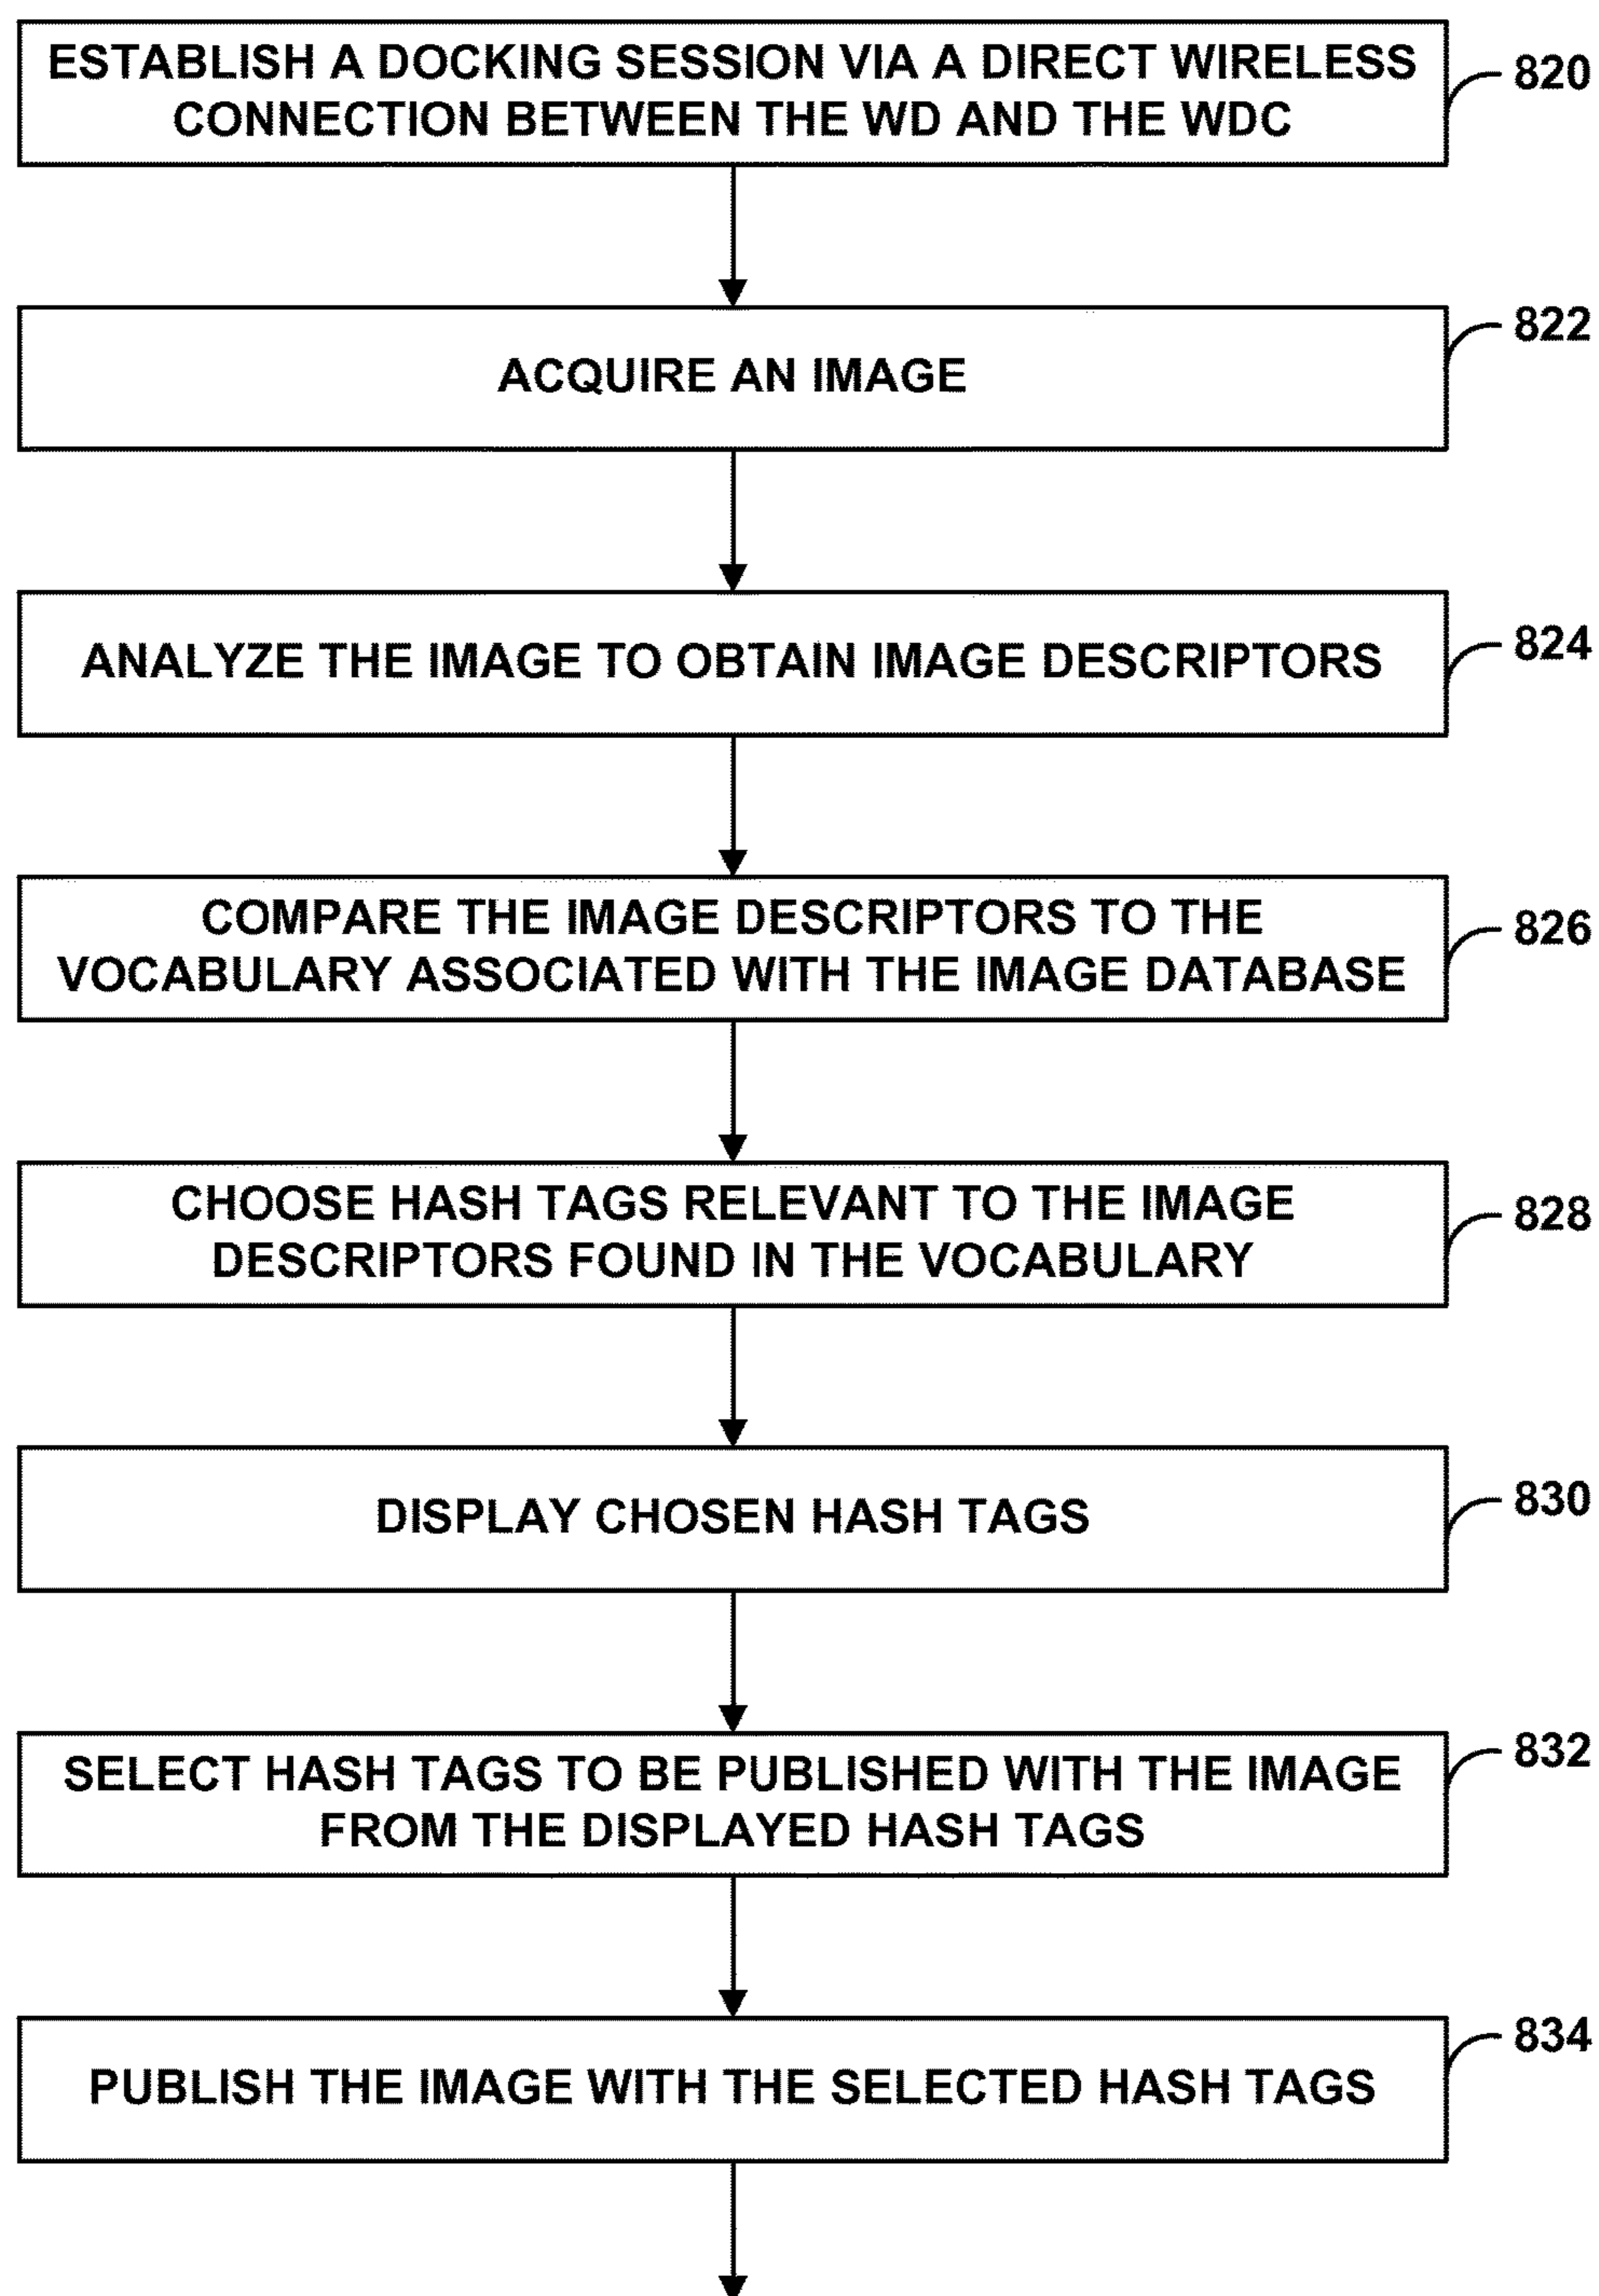 ESTABLISH A DOCKING SESSION VIA A DIRECT WIRELESS
CONNECTION BETWEEN THE WD AND THE WDC
820
ACQUIRE AN IMAGE
822
ANALYZE THE IMAGE TO OBTAIN IMAGE DESCRIPTORS
824
COMPARE THE IMAGE DESCRIPTORS TO THE
VOCABULARY ASSOCIATED WITH THE IMAGE DATABASE
826
CHOOSE HASH TAGS RELEVANT TO THE IMAGE
DESCRIPTORS FOUND IN THE VOCABULARY
828
DISPLAY CHOSEN HASH TAGS
830
SELECT HASH TAGS TO BE PUBLISHED WITH THE IMAGE
FROM THE DISPLAYED HASH TAGS
832
PUBLISH THE IMAGE WITH THE SELECTED HASH TAGS
834